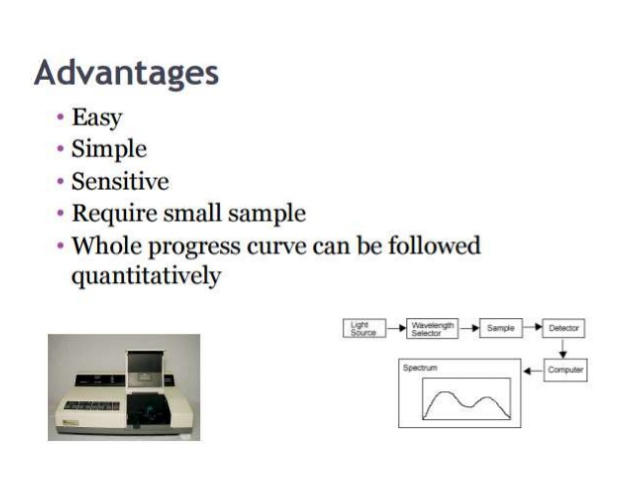 Advantages
• Easy
• Simple
• Sensitive
• Require small sample
• Whole progress curve can be followed
quantitatively
Light
Source
Wavelength
Selector
Sample
Detector
Computer
Spectrum